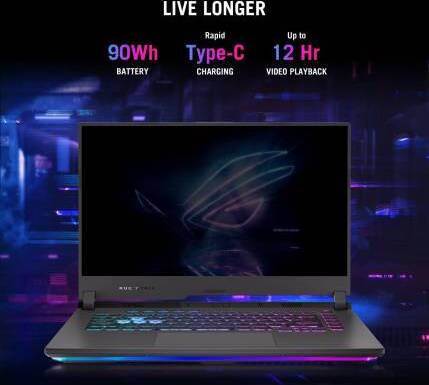 LIVE LONGER
Rapid
Up to
90Wh
Type-C
12 Hr
BATTERY
CHARGING
VIDEO PLAYBACK